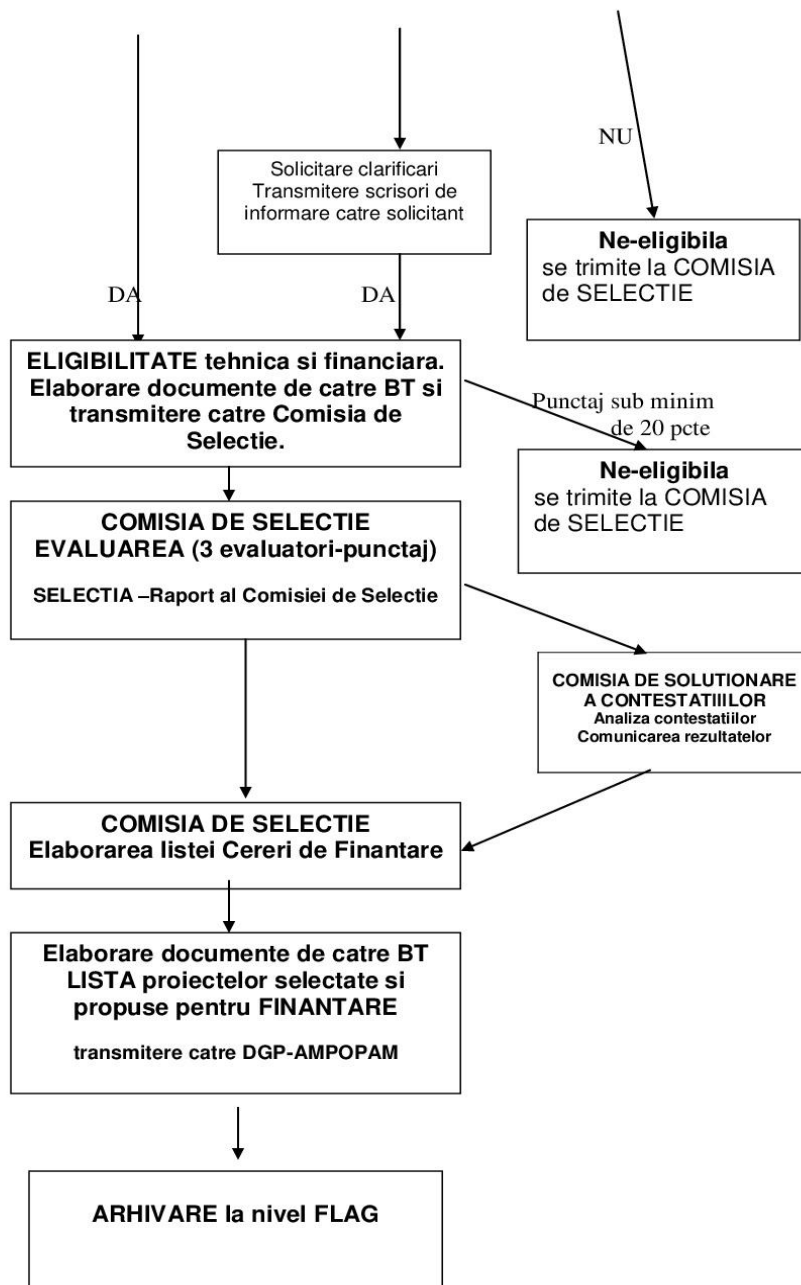 NU
Solicitare clarificari
Transmitere scrisori de
informare catre solicitant
Ne-eligibila
se trimite la COMISIA
de SELECTIE
DA
DA
ELIGIBILITATE tehnica si financiara.
Elaborare documente de catre BT si
transmitere catre Comisia de
Selectie.
Punctaj sub minim
de 20 pcte
Ne-eligibila
se trimite la COMISIA
de SELECTIE
COMISIA DE SELECTIE
EVALUAREA (3 evaluatori-punctaj)
SELECTIA –Raport al Comisiei de Selectie
COMISIA DE SOLUTIONARE
A CONTESTATIIILOR
Analiza contestatiilor
Comunicarea rezultatelor
COMISIA DE SELECTIE
Elaborarea listei Cereri de Finantare
Elaborare documente de catre BT
LISTA proiectelor selectate si
propuse pentru FINANTARE
transmitere catre DGP-AMPOPAM
ARHIVARE la nivel FLAG